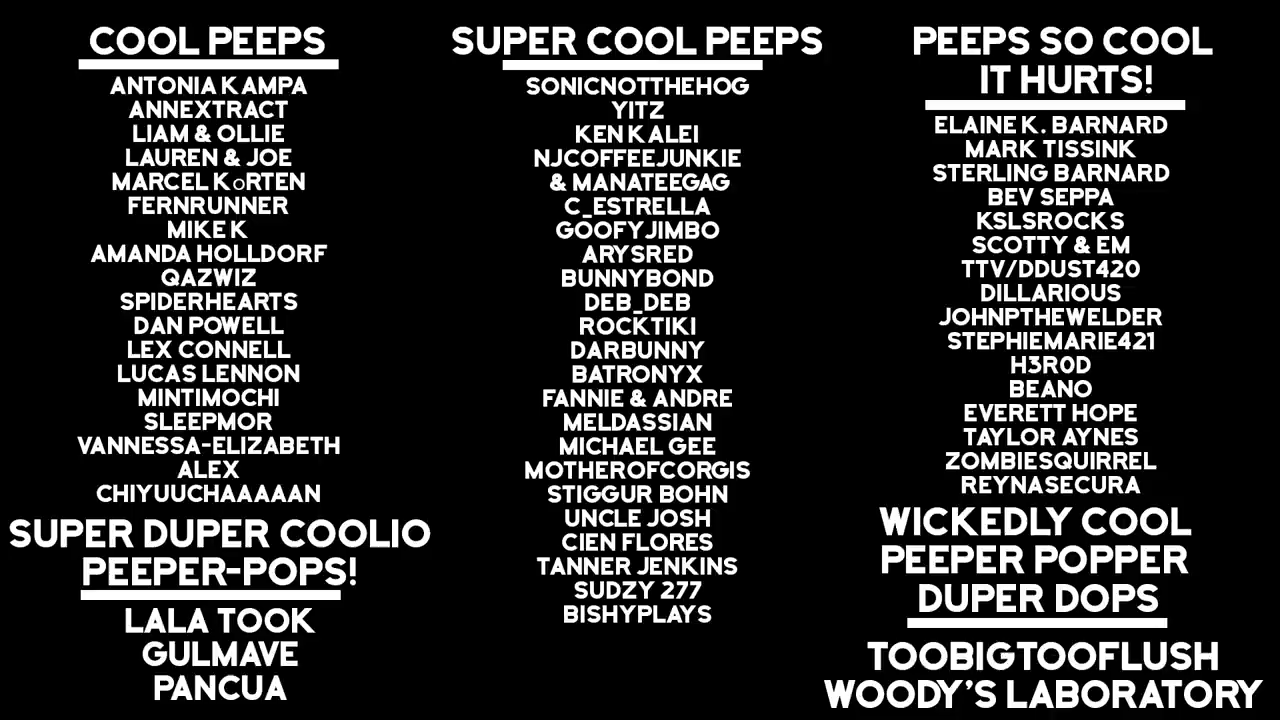 COOL PEEPS
ANTONIA KAMPA
ANNEXTRACT
LIAM & OLLIE
LAUREN & JOE
MARCEL KoRTEN
FERNRUNNER
MIKE K
AMANDA HOLLDORF
QAZWIZ
SPIDERHEARTS
DAN POWELL
LEX CONNELL
LUCAS LENNON
MINTIMOCHI
SLEEPMOR
VANNESSA-ELIZABETH
ALEX
CHIYUUCHAAAAAN
SUPER DUPER COOLIO
PEEPER-POPS!
LALA TOOK
GULMAVE
PANCUA
SUPER COOL PEEPS
SONICNOTTHEHOG
YITZ
KEN KALEI
NJCOFFEEJUNKIE
& MANATEEGAG
C_ESTRELLA
GOOFYJIMBO
ARYSRED
BUNNYBOND
DEB_DEB
ROCKTIKI
DARBUNNY
BATRONYX
FANNIE & ANDRE
MELDASSIAN
MICHAEL GEE
MOTHEROFCORGIS
STIGGUR BOHN
UNCLE JOSH
CIEN FLORES
TANNER JENKINS
SUDZY 277
BISHYPLAYS
PEEPS SO COOL
IT HURTS!
ELAINE K. BARNARD
MARK TISSINK
STERLING BARNARD
BEV SEPPA
KSLSROCKS
SCOTTY & EM
TTV/DDUST420
DILLARIOUS
JOHNPTHEWELDER
STEPHIEMARIE421
H3R0D
BEANO
EVERETT HOPE
TAYLOR AYNES
ZOMBIESQUIRREL
REYNASECURA
WICKEDLY COOL
PEEPER POPPER
DUPER DOPS
TOOBIGTOOFLUSH
WOODY'S LABORATORY